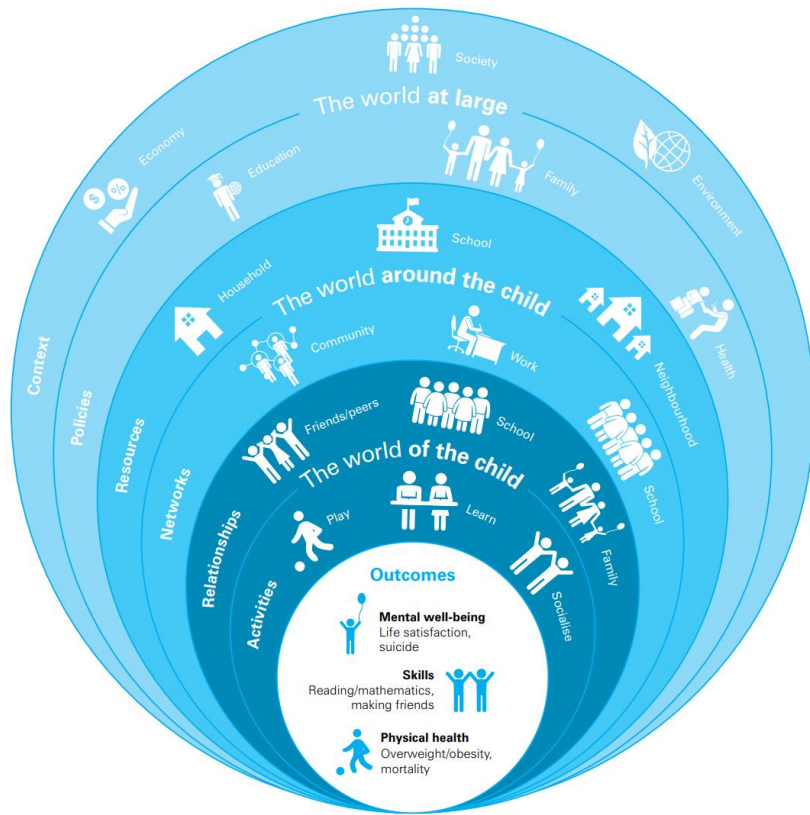 Society
The world at large
Economy
Education
Family
Environment
Health
Context
Policies
School
Household
The world around the child
Neighbourhood
Community
Work
School
Resources
Networks
Friends/peers
School
The world of the child
Family
Play
Learn
Socialise
Relationships
Activities
Outcomes
Mental well-being
Life satisfaction,
suicide
Skills
Reading/mathematics,
making friends
Physical health
Overweight/obesity,
mortality
$ %